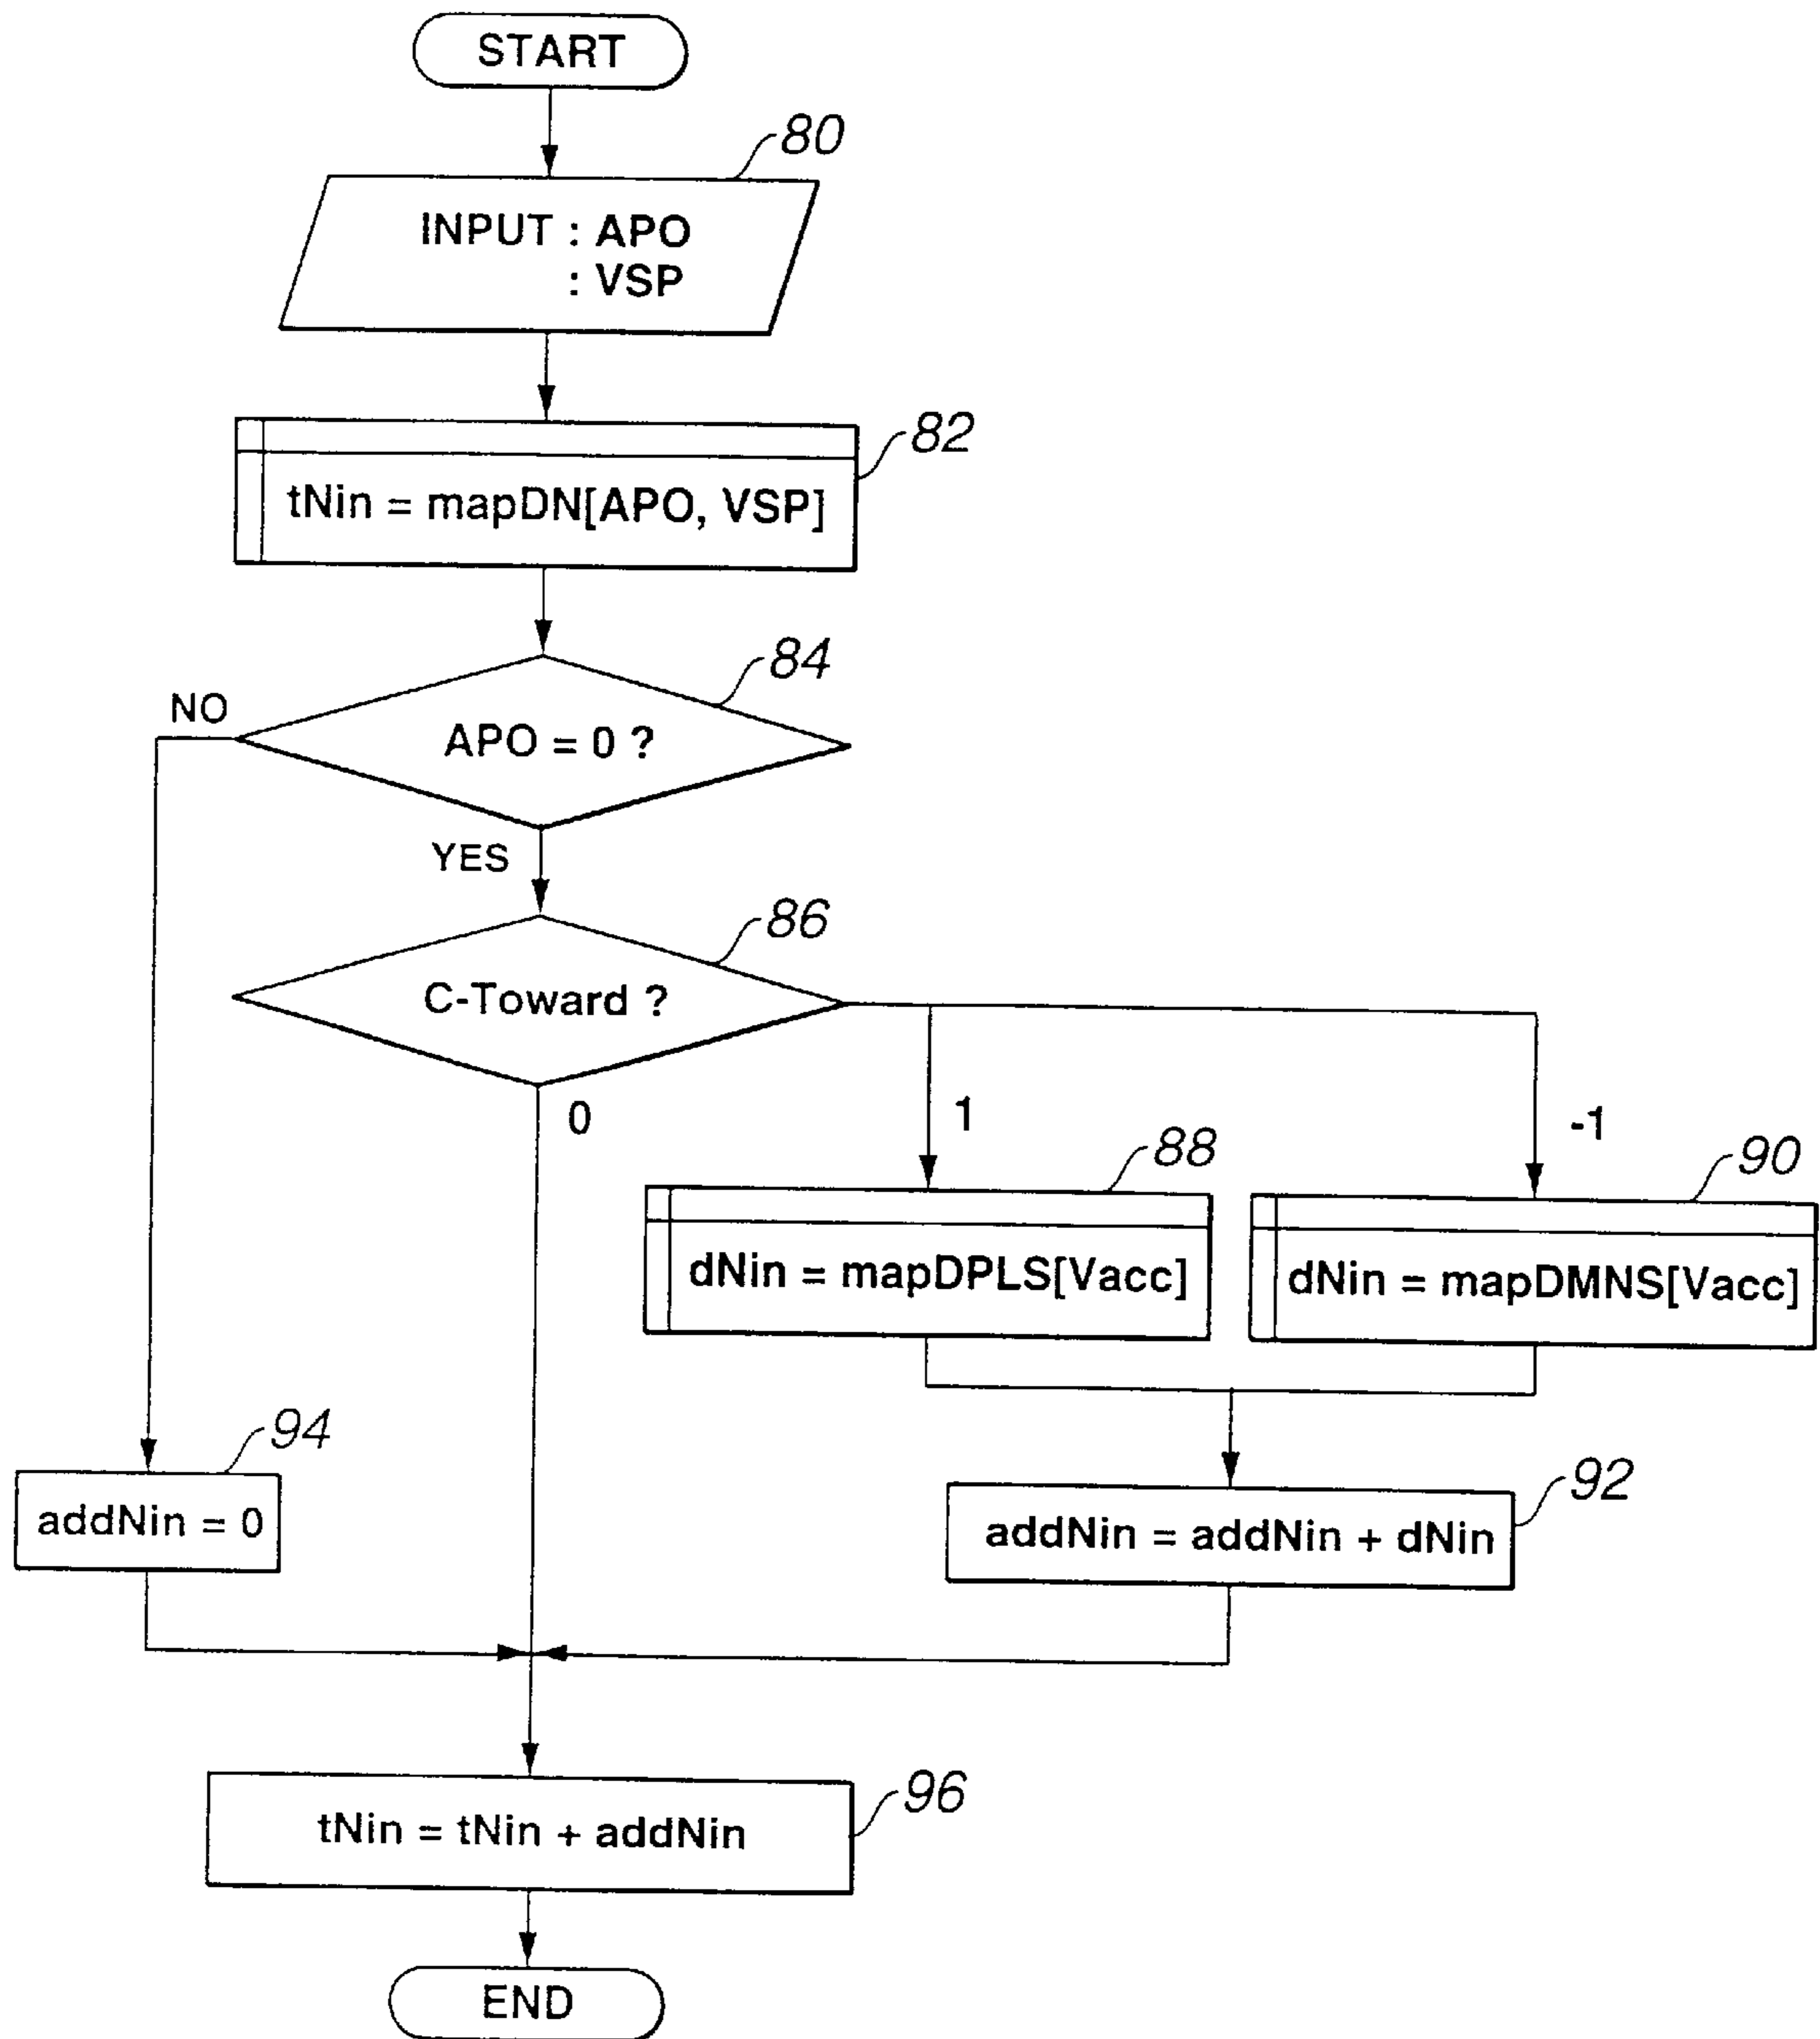 START
80
INPUT : APO
: VSP
82
tNin = mapDN[APO, VSP]
84
NO
APO = 0 ?
YES
86
C-Toward ?
0
1
-1
88
90
dNin = mapDPLS[Vacc]
dNin = mapDMNS[Vacc]
94
addNin = 0
92
addNin = addNin + dNin
96
tNin = tNin + addNin
END